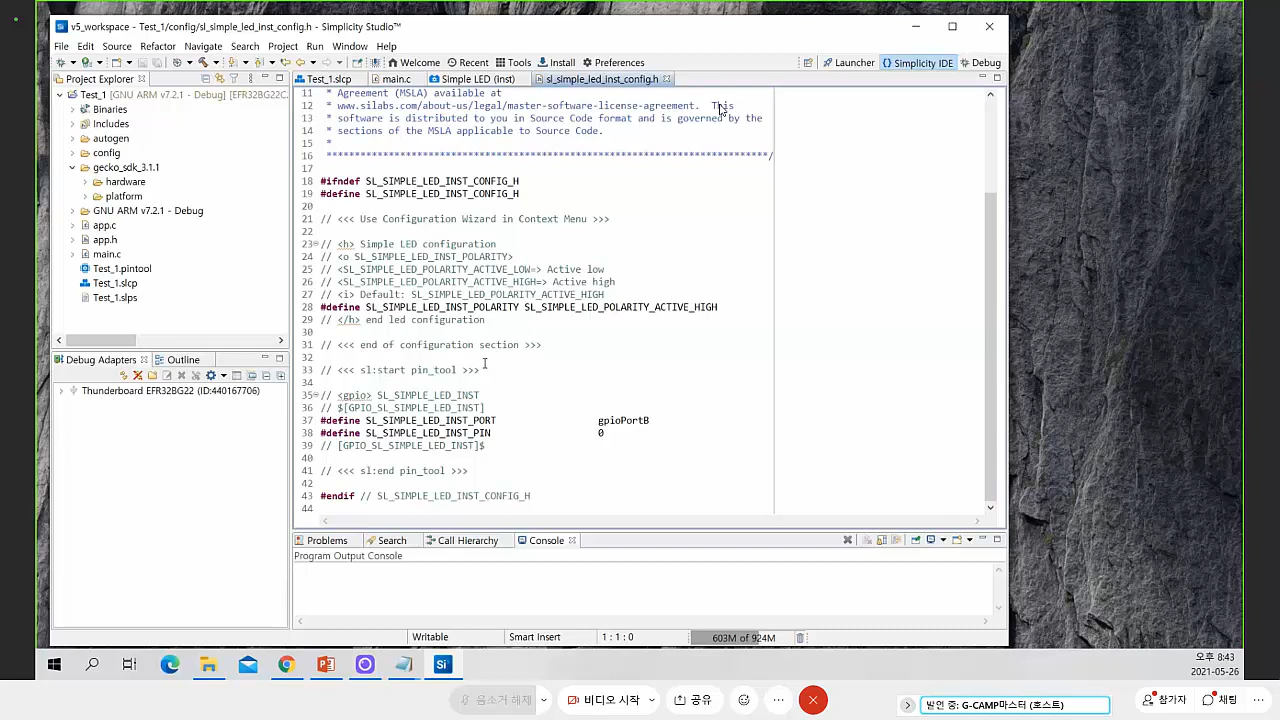 v5_workspace - Test_1/config/sl_simple_led_inst_config.h - Simplicity Studio™
File Edit Source Refactor Navigate Search Project Run Window Help
Welcome Recent Tools Install Preferences Launcher Simplicity IDE Debug
Project Explorer
Test_1 [GNU ARM v7.2.1 - Debug] [EFR32BG22C
Binaries
Includes
autogen
config
gecko_sdk_3.1.1
hardware
platform
GNU ARM v7.2.1 - Debug
app.c
app.h
main.c
Test_1.pintool
Test_1.slcp
Test_1.slps
Debug Adapters Outline
Thunderboard EFR32BG22 (ID:440167706)
Test_1.slcp main.c Simple LED (Inst) sl_simple_led_inst_config.h
11 * Agreement (MSLA) available at
12 * www.silabs.com/about-us/legal/master-software-license-agreement.  This
13 * software is distributed to you in Source Code format and is governed by the
14 * sections of the MSLA applicable to Source Code.
15 *
16 ******************************************************************************/
17
18 #ifndef SL_SIMPLE_LED_INST_CONFIG_H
19 #define SL_SIMPLE_LED_INST_CONFIG_H
20
21 // <<< Use Configuration Wizard in Context Menu >>>
22
23 // <h> Simple LED configuration
24 // <o SL_SIMPLE_LED_INST_POLARITY>
25 // <SL_SIMPLE_LED_POLARITY_ACTIVE_LOW=> Active low
26 // <SL_SIMPLE_LED_POLARITY_ACTIVE_HIGH=> Active high
27 // <i> Default: SL_SIMPLE_LED_POLARITY_ACTIVE_HIGH
28 #define SL_SIMPLE_LED_INST_POLARITY SL_SIMPLE_LED_POLARITY_ACTIVE_HIGH
29 // </h> end led configuration
30
31 // <<< end of configuration section >>>
32
33 // <<< sl:start pin_tool >>>
34
35 // <gpio> SL_SIMPLE_LED_INST
36 // $[GPIO_SL_SIMPLE_LED_INST]
37 #define SL_SIMPLE_LED_INST_PORT gpioPortB
38 #define SL_SIMPLE_LED_INST_PIN 0
39 // [GPIO_SL_SIMPLE_LED_INST]$
40
41 // <<< sl:end pin_tool >>>
42
43 #endif // SL_SIMPLE_LED_INST_CONFIG_H
44
Problems Search Call Hierarchy Console
Program Output Console
Writable Smart Insert 1 : 1 : 0 603M of 924M
오후 8:43
2021-05-26
음소거 해제 비디오 시작 공유 발언 중: G-CAMP마스터 (호스트) 참가자 채팅